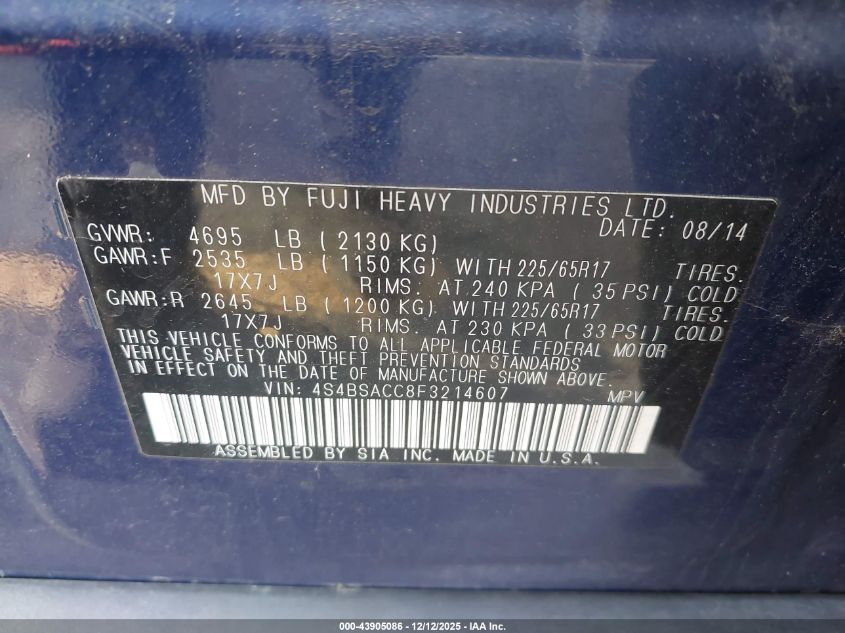 MFD BY FUJI HEAVY INDUSTRIES LTD.
DATE: 08/14
GVWR: 4695 LB ( 2130 KG)
GAWR:F 2535 LB ( 1150 KG) WITH 225/65R17 TIRES.
17X7J RIMS. AT 240 KPA ( 35 PSI) COLD
GAWR:R 2645 LB ( 1200 KG) WITH 225/65R17 TIRES.
17X7J RIMS. AT 230 KPA ( 33 PSI) COLD
THIS VEHICLE CONFORMS TO ALL APPLICABLE FEDERAL MOTOR
VEHICLE SAFETY AND THEFT PREVENTION STANDARDS
IN EFFECT ON THE DATE OF MANUFACTURE SHOWN ABOVE.
VIN: 4S4BSACC8F3214607 MPV
ASSEMBLED BY SIA INC. MADE IN U.S.A.
000-43905086 - 12/12/2025 - IAA Inc.